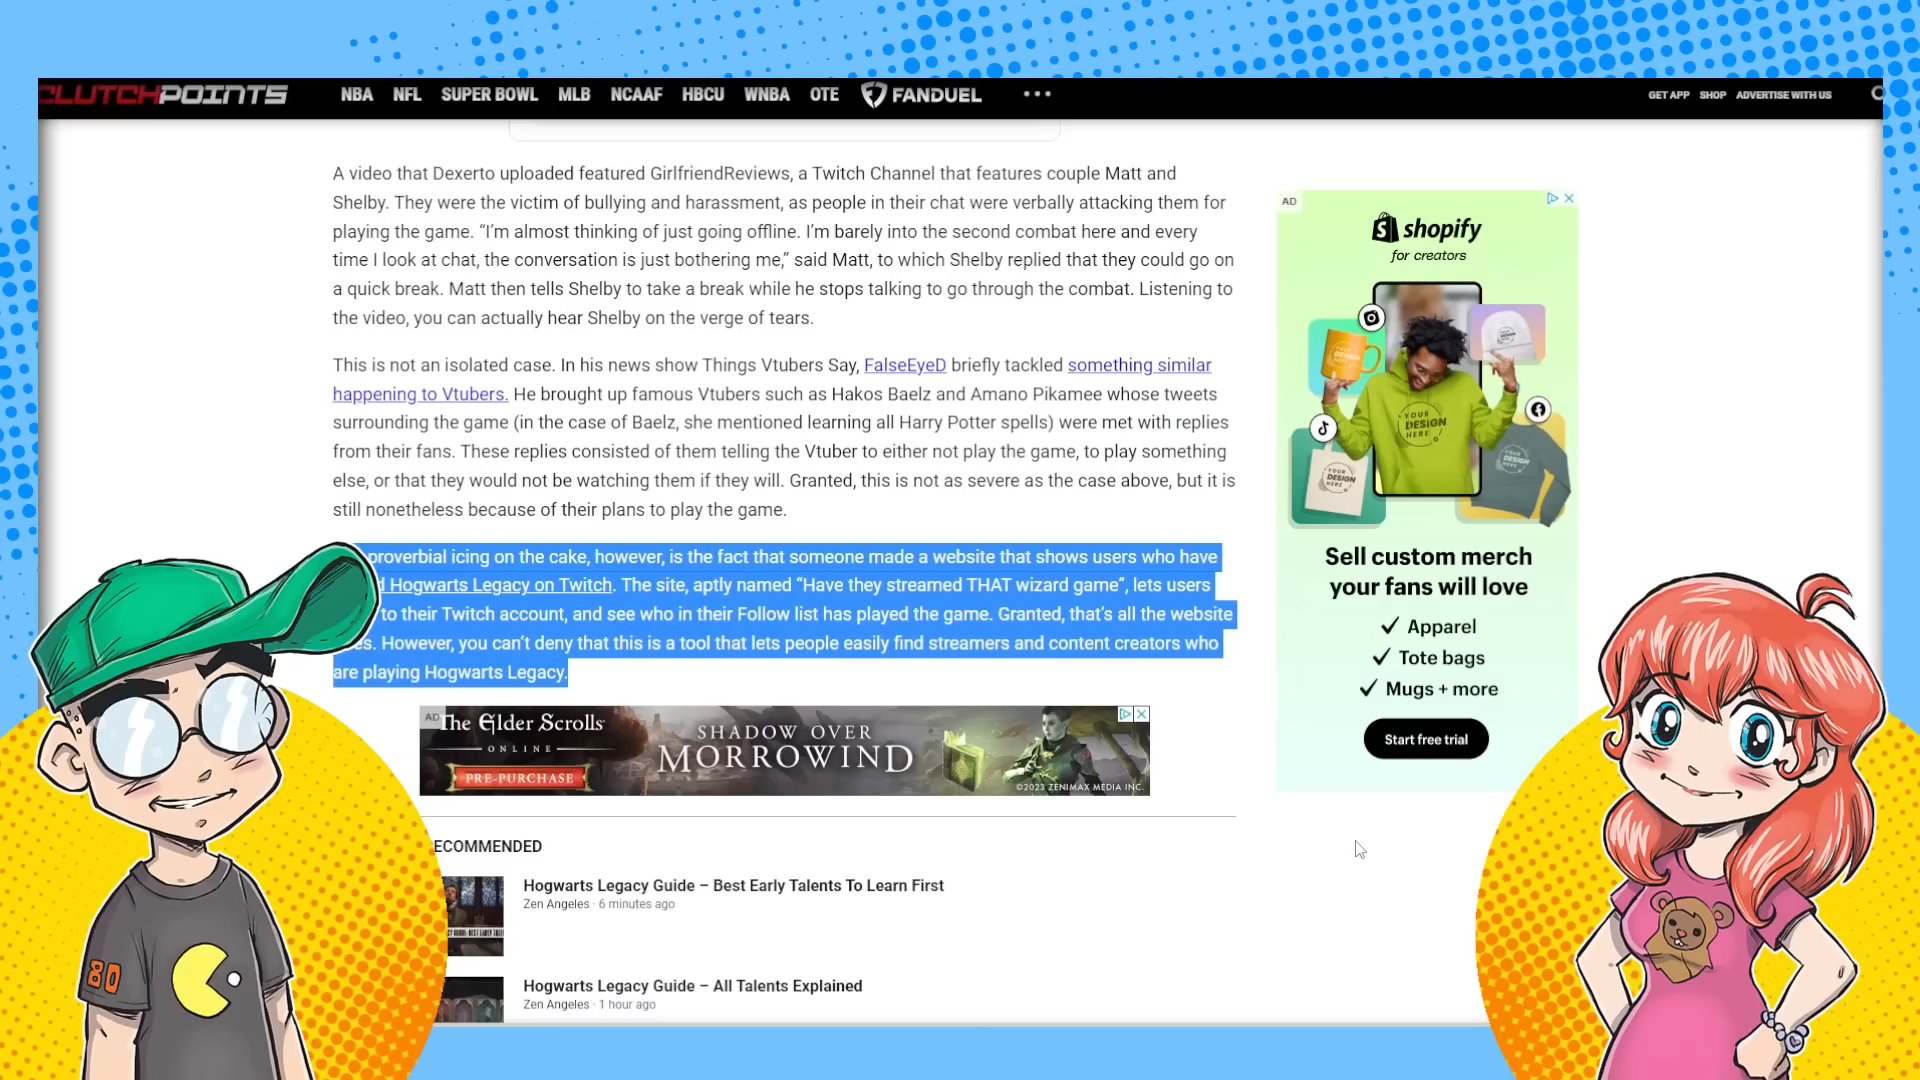 CLUTCHPOINTS
NBA NFL SUPER BOWL MLB NCAAF HBCU WNBA OTE FANDUEL
GET APP SHOP ADVERTISE WITH US
A video that Dexerto uploaded featured GirlfriendReviews, a Twitch Channel that features couple Matt and
Shelby. They were the victim of bullying and harassment, as people in their chat were verbally attacking them for
playing the game. “I’m almost thinking of just going offline. I’m barely into the second combat here and every
time I look at chat, the conversation is just bothering me,” said Matt, to which Shelby replied that they could go on
a quick break. Matt then tells Shelby to take a break while he stops talking to go through the combat. Listening to
the video, you can actually hear Shelby on the verge of tears.
This is not an isolated case. In his news show Things Vtubers Say, FalseEyeD briefly tackled something similar
happening to Vtubers. He brought up famous Vtubers such as Hakos Baelz and Amano Pikamee whose tweets
surrounding the game (in the case of Baelz, she mentioned learning all Harry Potter spells) were met with replies
from their fans. These replies consisted of them telling the Vtuber to either not play the game, to play something
else, or that they would not be watching them if they will. Granted, this is not as severe as the case above, but it is
still nonetheless because of their plans to play the game.
proverbial icing on the cake, however, is the fact that someone made a website that shows users who have
d Hogwarts Legacy on Twitch. The site, aptly named “Have they streamed THAT wizard game”, lets users
to their Twitch account, and see who in their Follow list has played the game. Granted, that’s all the website
es. However, you can’t deny that this is a tool that lets people easily find streamers and content creators who
are playing Hogwarts Legacy.
AD
The Elder Scrolls
ONLINE
PRE-PURCHASE
SHADOW OVER
MORROWIND
©2023 ZENIMAX MEDIA INC.
ECOMMENDED
Hogwarts Legacy Guide – Best Early Talents To Learn First
Zen Angeles · 6 minutes ago
Hogwarts Legacy Guide – All Talents Explained
Zen Angeles · 1 hour ago
AD
shopify
for creators
YOUR
DESIGN
HERE
Sell custom merch
your fans will love
Apparel
Tote bags
Mugs + more
Start free trial
80